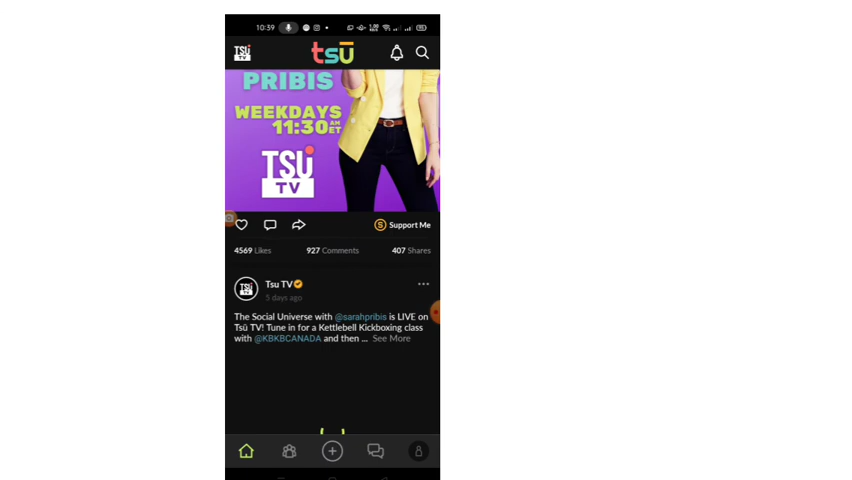 10:39
TSŪ
TV
tsū
PRIBIS
WEEKDAYS
11:30 AM ET
TSŪ
TV
Support Me
4569 Likes 927 Comments 407 Shares
Tsu TV
5 days ago
The Social Universe with @sarahpribis is LIVE on
Tsū TV! Tune in for a Kettlebell Kickboxing class
with @KBKBCANADA and then ... See More